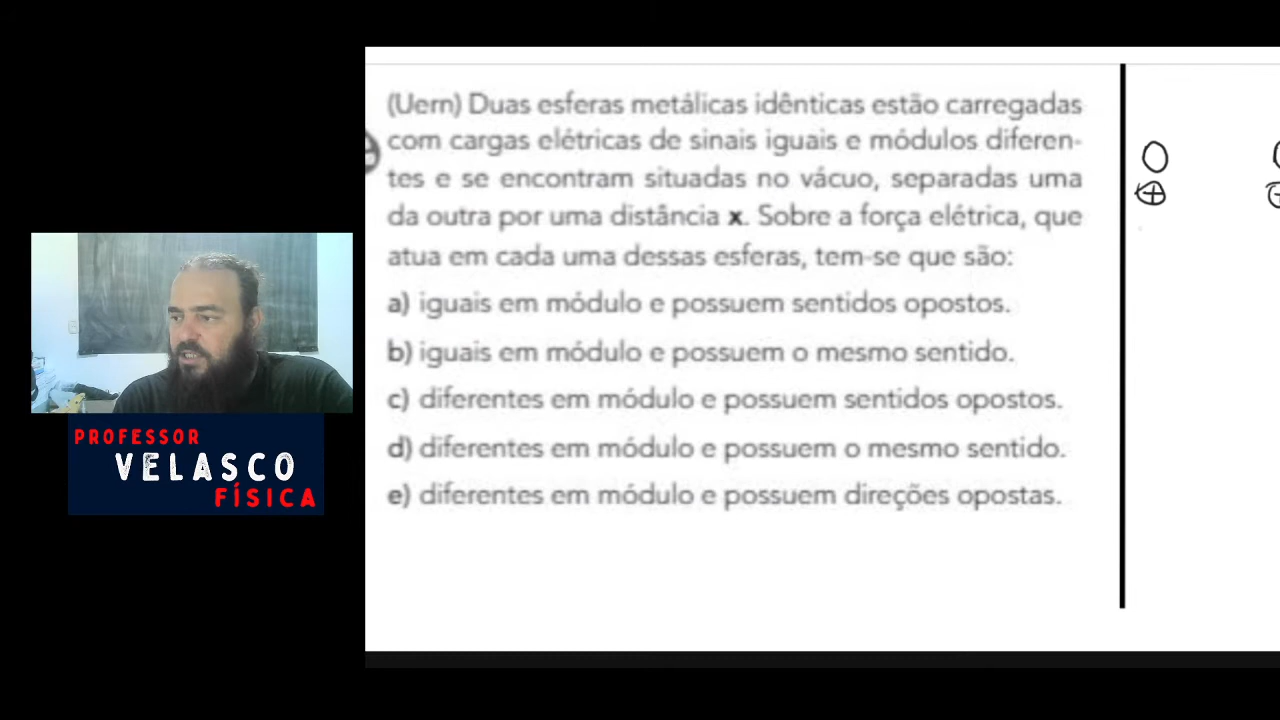 (Uern) Duas esferas metálicas idênticas estão carregadas
com cargas elétricas de sinais iguais e módulos diferen-
tes e se encontram situadas no vácuo, separadas uma
da outra por uma distância x. Sobre a força elétrica, que
atua em cada uma dessas esferas, tem-se que são:
a) iguais em módulo e possuem sentidos opostos.
b) iguais em módulo e possuem o mesmo sentido.
c) diferentes em módulo e possuem sentidos opostos.
d) diferentes em módulo e possuem o mesmo sentido.
e) diferentes em módulo e possuem direções opostas.
PROFESSOR
VELASCO
FÍSICA